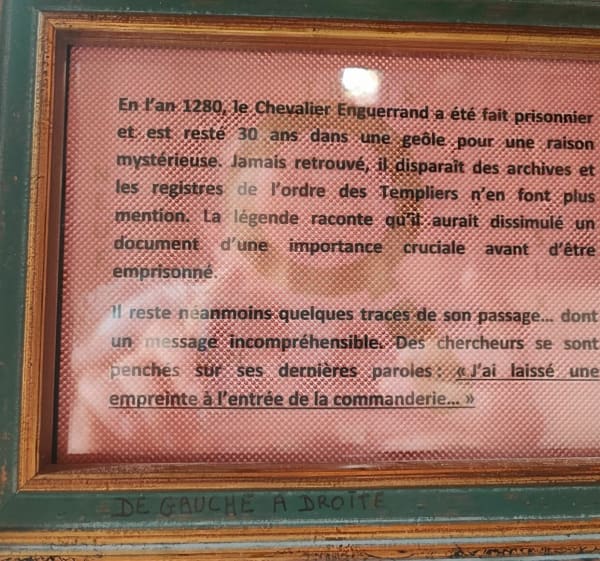 En l'an 1280, le Chevalier Enguerrand a été fait prisonnier
et est resté 30 ans dans une geôle pour une raison
mystérieuse. Jamais retrouvé, il disparaît des archives et
les registres de l'ordre des Templiers n'en font plus
mention. La légende raconte qu'il aurait dissimulé un
document d'une importance cruciale avant d'être
emprisonné.
Il reste néanmoins quelques traces de son passage... dont
un message incompréhensible. Des chercheurs se sont
penchés sur ses dernières paroles : « J'ai laissé une
empreinte à l'entrée de la commanderie... »
DE GAUCHE A DROITE